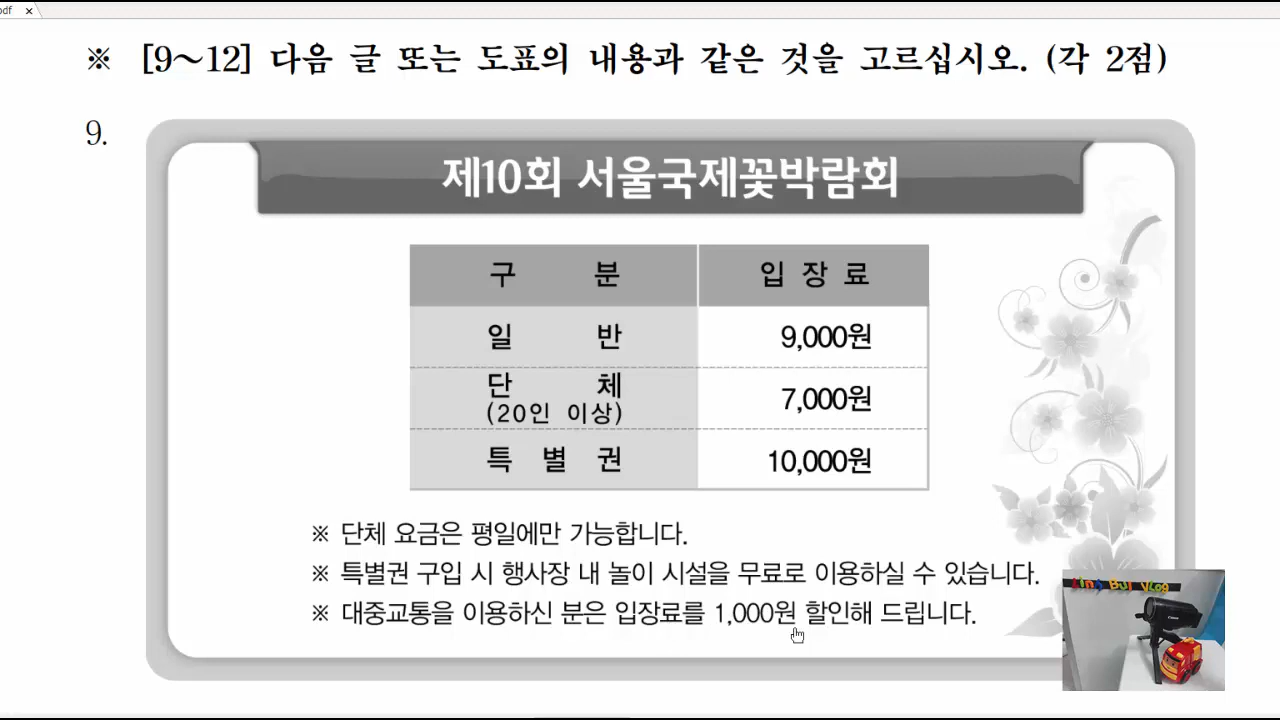 pdf ×
※ [9～12] 다음 글 또는 도표의 내용과 같은 것을 고르십시오. (각 2점)
9.
제10회 서울국제꽃박람회
구 분 입 장 료
일 반 9,000원
단 체 7,000원
(20인 이상)
특 별 권 10,000원
※ 단체 요금은 평일에만 가능합니다.
※ 특별권 구입 시 행사장 내 놀이 시설을 무료로 이용하실 수 있습니다.
※ 대중교통을 이용하신 분은 입장료를 1,000원 할인해 드립니다.
Linh Bui Vlog
Canon